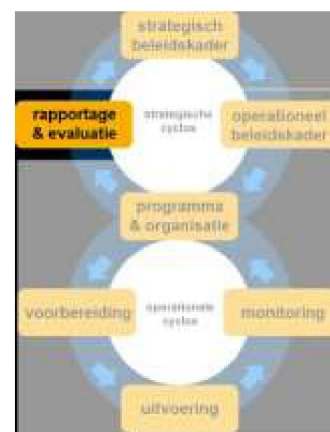 strategisch
beleidskader
rapportage
& evaluatie
strategische
cyclus
operationeel
beleidskader
programma
& organisatie
voorbereiding
operationele
cyclus
monitoring
uitvoering